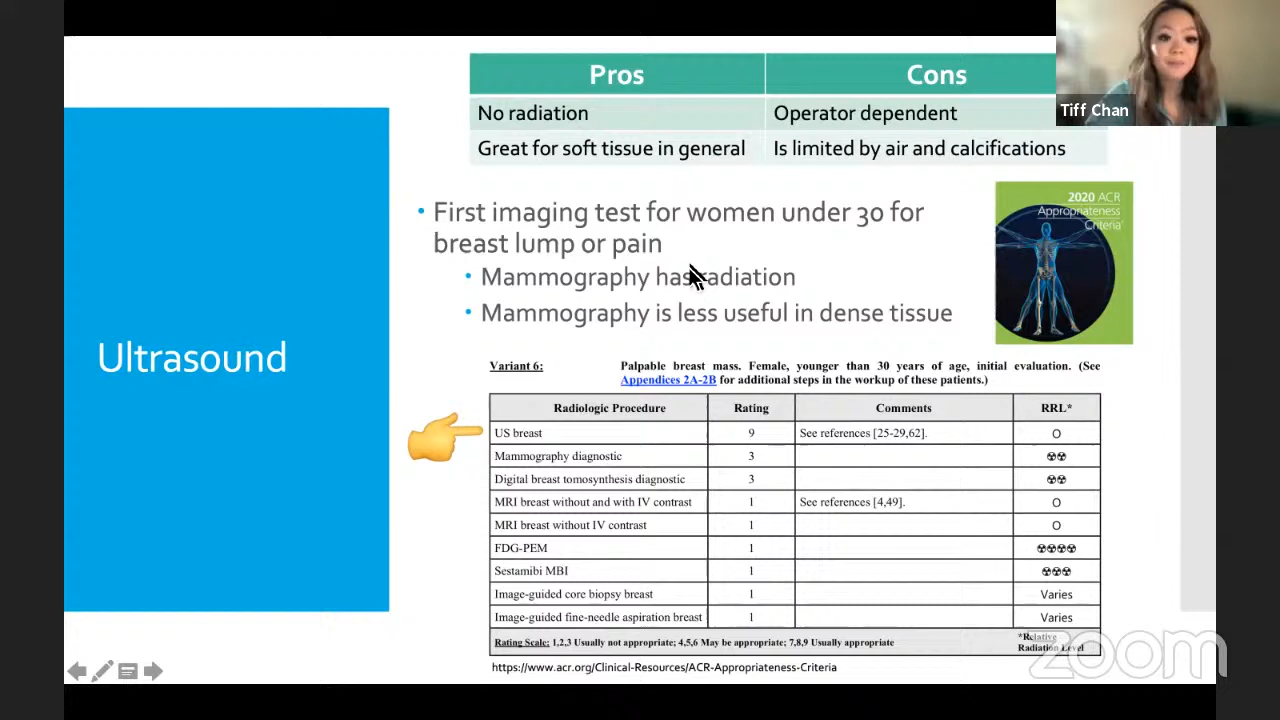 Pros Cons
No radiation Operator dependent
Great for soft tissue in general Is limited by air and calcifications
Tiff Chan
Ultrasound
• First imaging test for women under 30 for
breast lump or pain
• Mammography has radiation
• Mammography is less useful in dense tissue
2020 ACR
Appropriateness
Criteria
Variant 6: Palpable breast mass. Female, younger than 30 years of age, initial evaluation. (See
Appendices 2A-2B for additional steps in the workup of these patients.)
Radiologic Procedure Rating Comments RRL*
US breast 9 See references [25-29,62]. O
Mammography diagnostic 3 ☢☢
Digital breast tomosynthesis diagnostic 3 ☢☢
MRI breast without and with IV contrast 1 See references [4,49]. O
MRI breast without IV contrast 1 O
FDG-PEM 1 ☢☢☢☢
Sestamibi MBI 1 ☢☢☢
Image-guided core biopsy breast 1 Varies
Image-guided fine-needle aspiration breast 1 Varies
Rating Scale: 1,2,3 Usually not appropriate; 4,5,6 May be appropriate; 7,8,9 Usually appropriate *Relative
Radiation Level
https://www.acr.org/Clinical-Resources/ACR-Appropriateness-Criteria
zoom